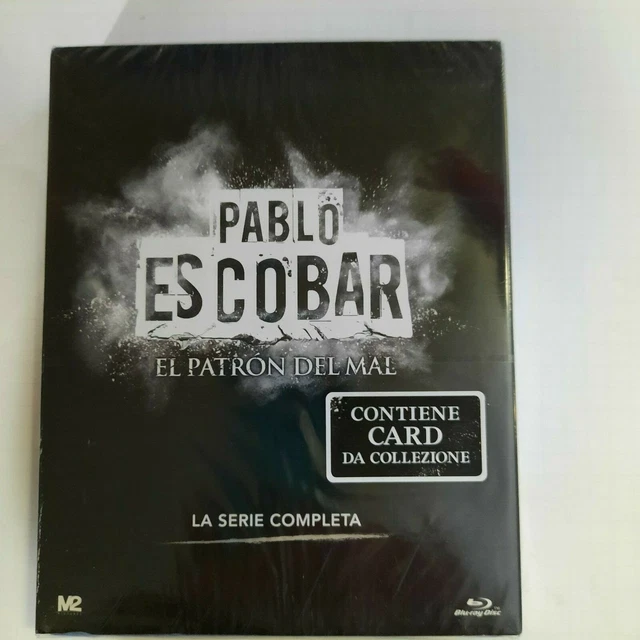 PABLO
ESCOBAR
EL PATRÓN DEL MAL
CONTIENE
CARD
DA COLLEZIONE
LA SERIE COMPLETA
M2
Blu-ray Disc